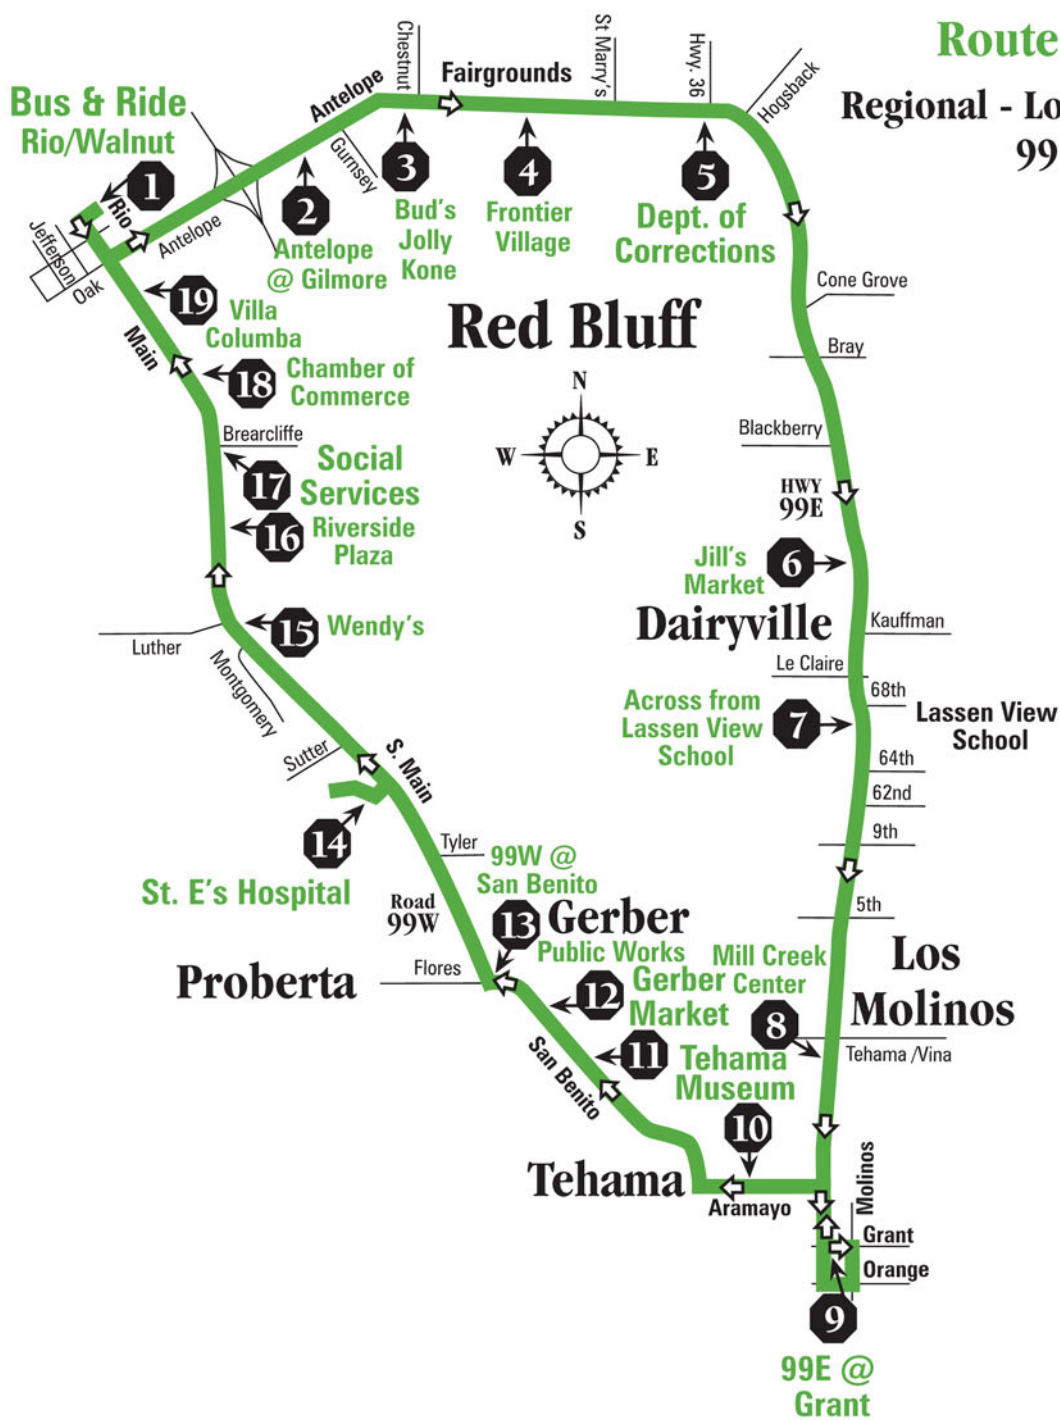 Route
Regional - Lo
99
Bus & Ride
Rio/Walnut
1
Rio
Jefferson
Oak
Antelope
Antelope
Gurnsey
Chestnut
Fairgrounds
St Marry's
Hwy. 36
Hogsback
2
Antelope
@ Gilmore
3
Bud's
Jolly
Kone
4
Frontier
Village
5
Dept. of
Corrections
Red Bluff
N
W
E
S
Cone Grove
Bray
Blackberry
HWY
99E
6
Jill's
Market
Dairyville
Kauffman
Le Claire
68th
7
Across from
Lassen View
School
Lassen View
School
64th
62nd
9th
5th
Los
Molinos
8
Mill Creek
Center
Tehama /Vina
Molinos
Grant
Orange
9
99E @
Grant
Aramayo
10
Tehama
Museum
Tehama
11
Gerber
Market
San Benito
12
Public Works
Gerber
13
99W @
San Benito
Flores
Proberta
Road
99W
Tyler
S. Main
14
St. E's Hospital
Sutter
Montgomery
Luther
15
Wendy's
16
Riverside
Plaza
17
Social
Services
Brearcliffe
18
Chamber of
Commerce
Main
19
Villa
Columba